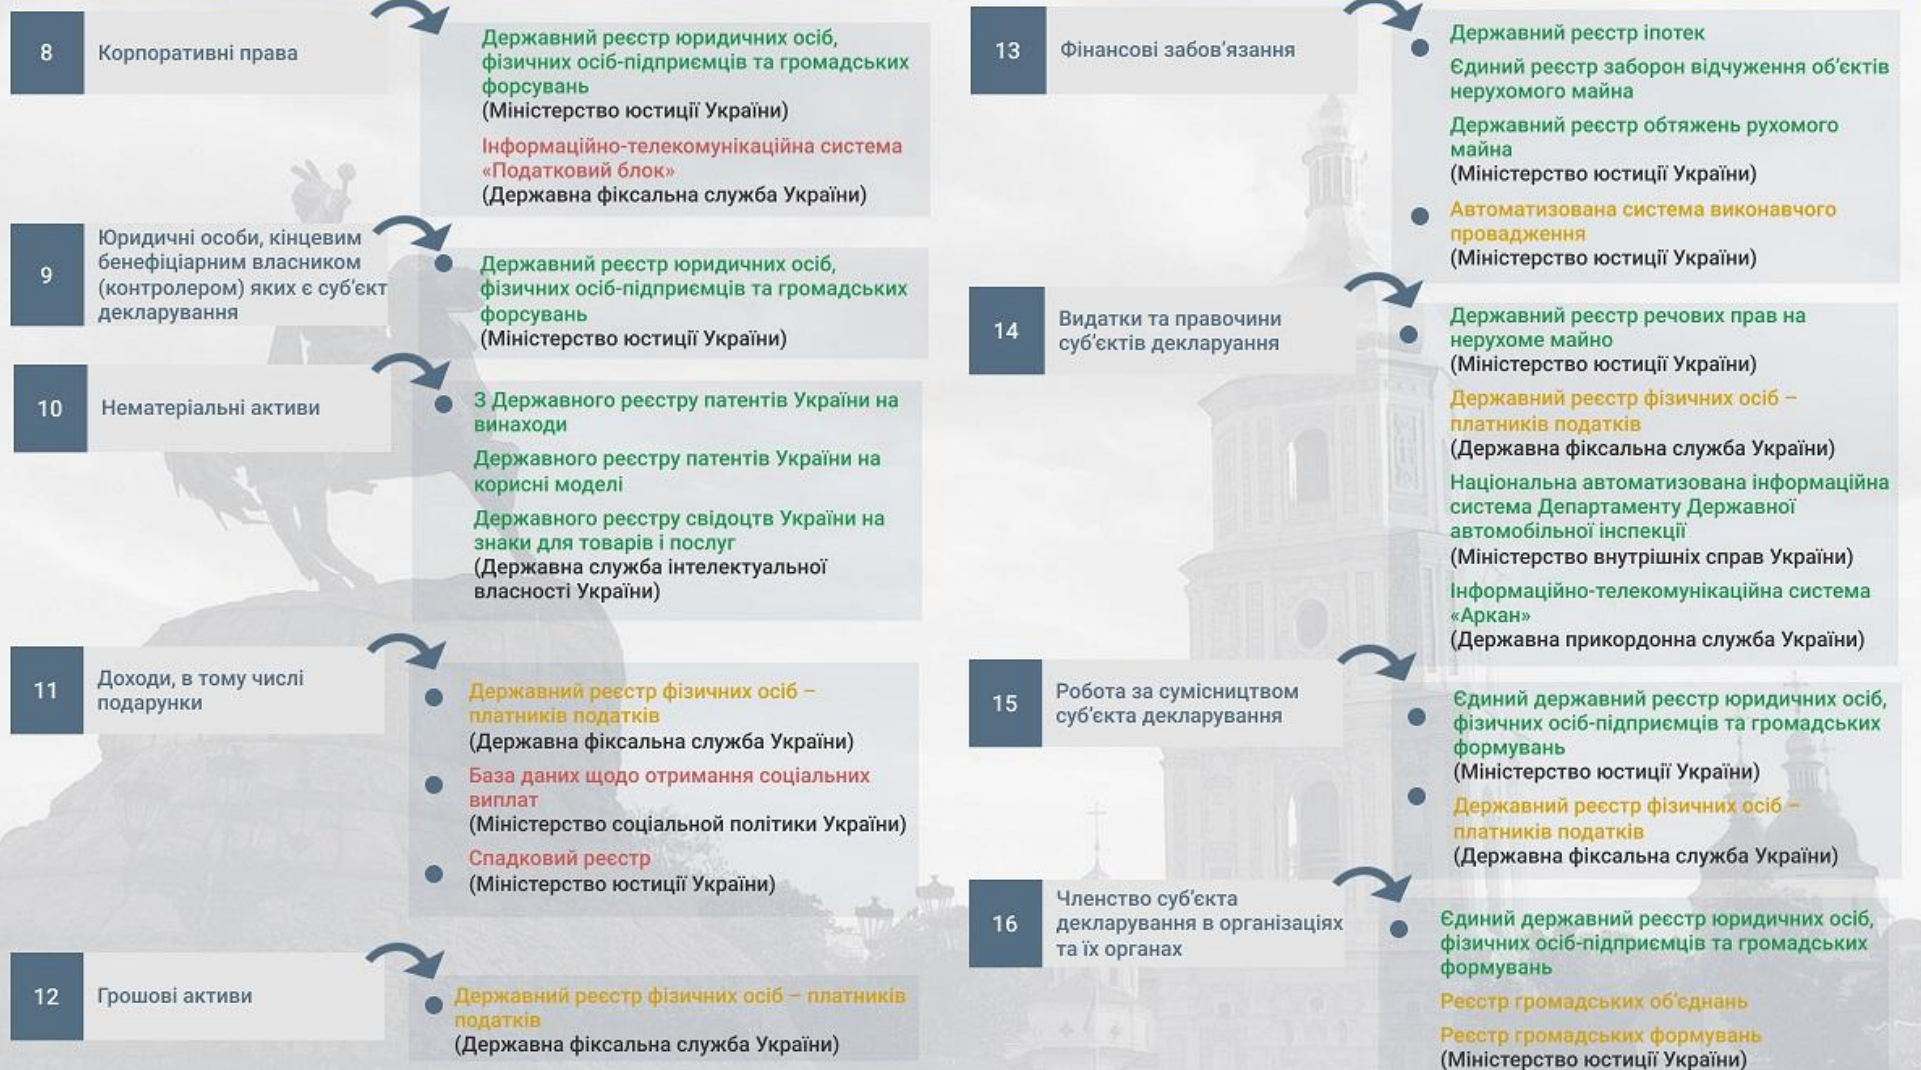 8
Корпоративні права
Державний реєстр юридичних осіб,
фізичних осіб-підприємців та громадських
форсувань
(Міністерство юстиції України)
Інформаційно-телекомунікаційна система
«Податковий блок»
(Державна фіксальна служба України)
9
Юридичні особи, кінцевим
бенефіціарним власником
(контролером) яких є суб'єкт
декларування
Державний реєстр юридичних осіб,
фізичних осіб-підприємців та громадських
форсувань
(Міністерство юстиції України)
10
Нематеріальні активи
З Державного реєстру патентів України на
винаходи
Державного реєстру патентів України на
корисні моделі
Державного реєстру свідоцтв України на
знаки для товарів і послуг
(Державна служба інтелектуальної
власності України)
11
Доходи, в тому числі
подарунки
Державний реєстр фізичних осіб –
платників податків
(Державна фіксальна служба України)
База даних щодо отримання соціальних
виплат
(Міністерство соціальной політики України)
Спадковий реєстр
(Міністерство юстиції України)
12
Грошові активи
Державний реєстр фізичних осіб – платників
податків
(Державна фіксальна служба України)
13
Фінансові забов'язання
Державний реєстр іпотек
Єдиний реєстр заборон відчуження об'єктів
нерухомого майна
Державний реєстр обтяжень рухомого
майна
(Міністерство юстиції України)
Автоматизована система виконавчого
провадження
(Міністерство юстиції України)
14
Видатки та правочини
суб'єктів декларуання
Державний реєстр речових прав на
нерухоме майно
(Міністерство юстиції України)
Державний реєстр фізичних осіб –
платників податків
(Державна фіксальна служба України)
Національна автоматизована інформаційна
система Департаменту Державної
автомобільної інспекції
(Міністерство внутрішніх справ України)
Інформаційно-телекомунікаційна система
«Аркан»
(Державна прикордонна служба України)
15
Робота за сумісництвом
суб'єкта декларування
Єдиний державний реєстр юридичних осіб,
фізичних осіб-підприємців та громадських
формувань
(Міністерство юстиції України)
Державний реєстр фізичних осіб –
платників податків
(Державна фіксальна служба України)
16
Членство суб'єкта
декларування в організаціях
та їх органах
Єдиний державний реєстр юридичних осіб,
фізичних осіб-підприємців та громадських
формувань
Реєстр громадських об'єднань
Реєстр громадських формувань
(Міністерство юстиції України)